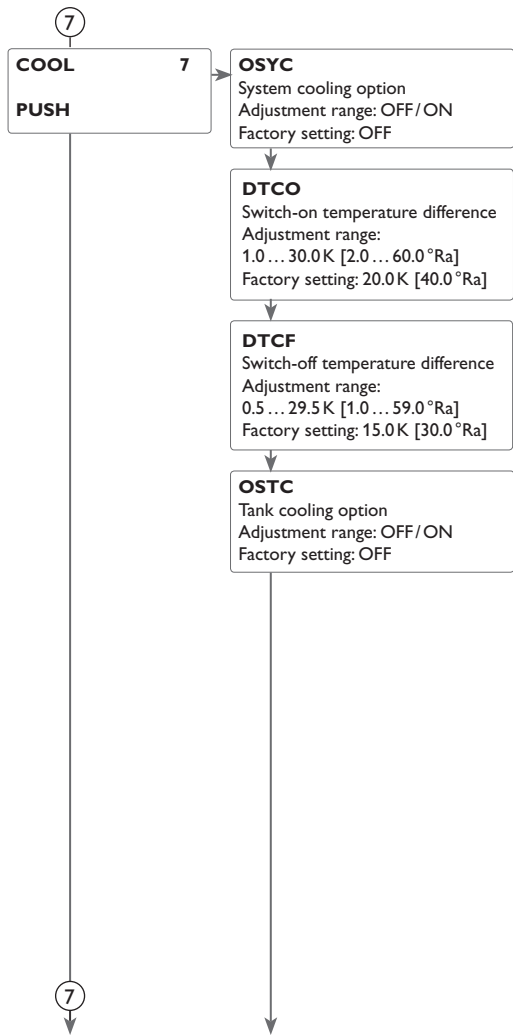 7
COOL 7
PUSH
OSYC
System cooling option
Adjustment range: OFF / ON
Factory setting: OFF
DTCO
Switch-on temperature difference
Adjustment range:
1.0 … 30.0 K [2.0 … 60.0 °Ra]
Factory setting: 20.0 K [40.0 °Ra]
DTCF
Switch-off temperature difference
Adjustment range:
0.5 … 29.5 K [1.0 … 59.0 °Ra]
Factory setting: 15.0 K [30.0 °Ra]
OSTC
Tank cooling option
Adjustment range: OFF / ON
Factory setting: OFF
7